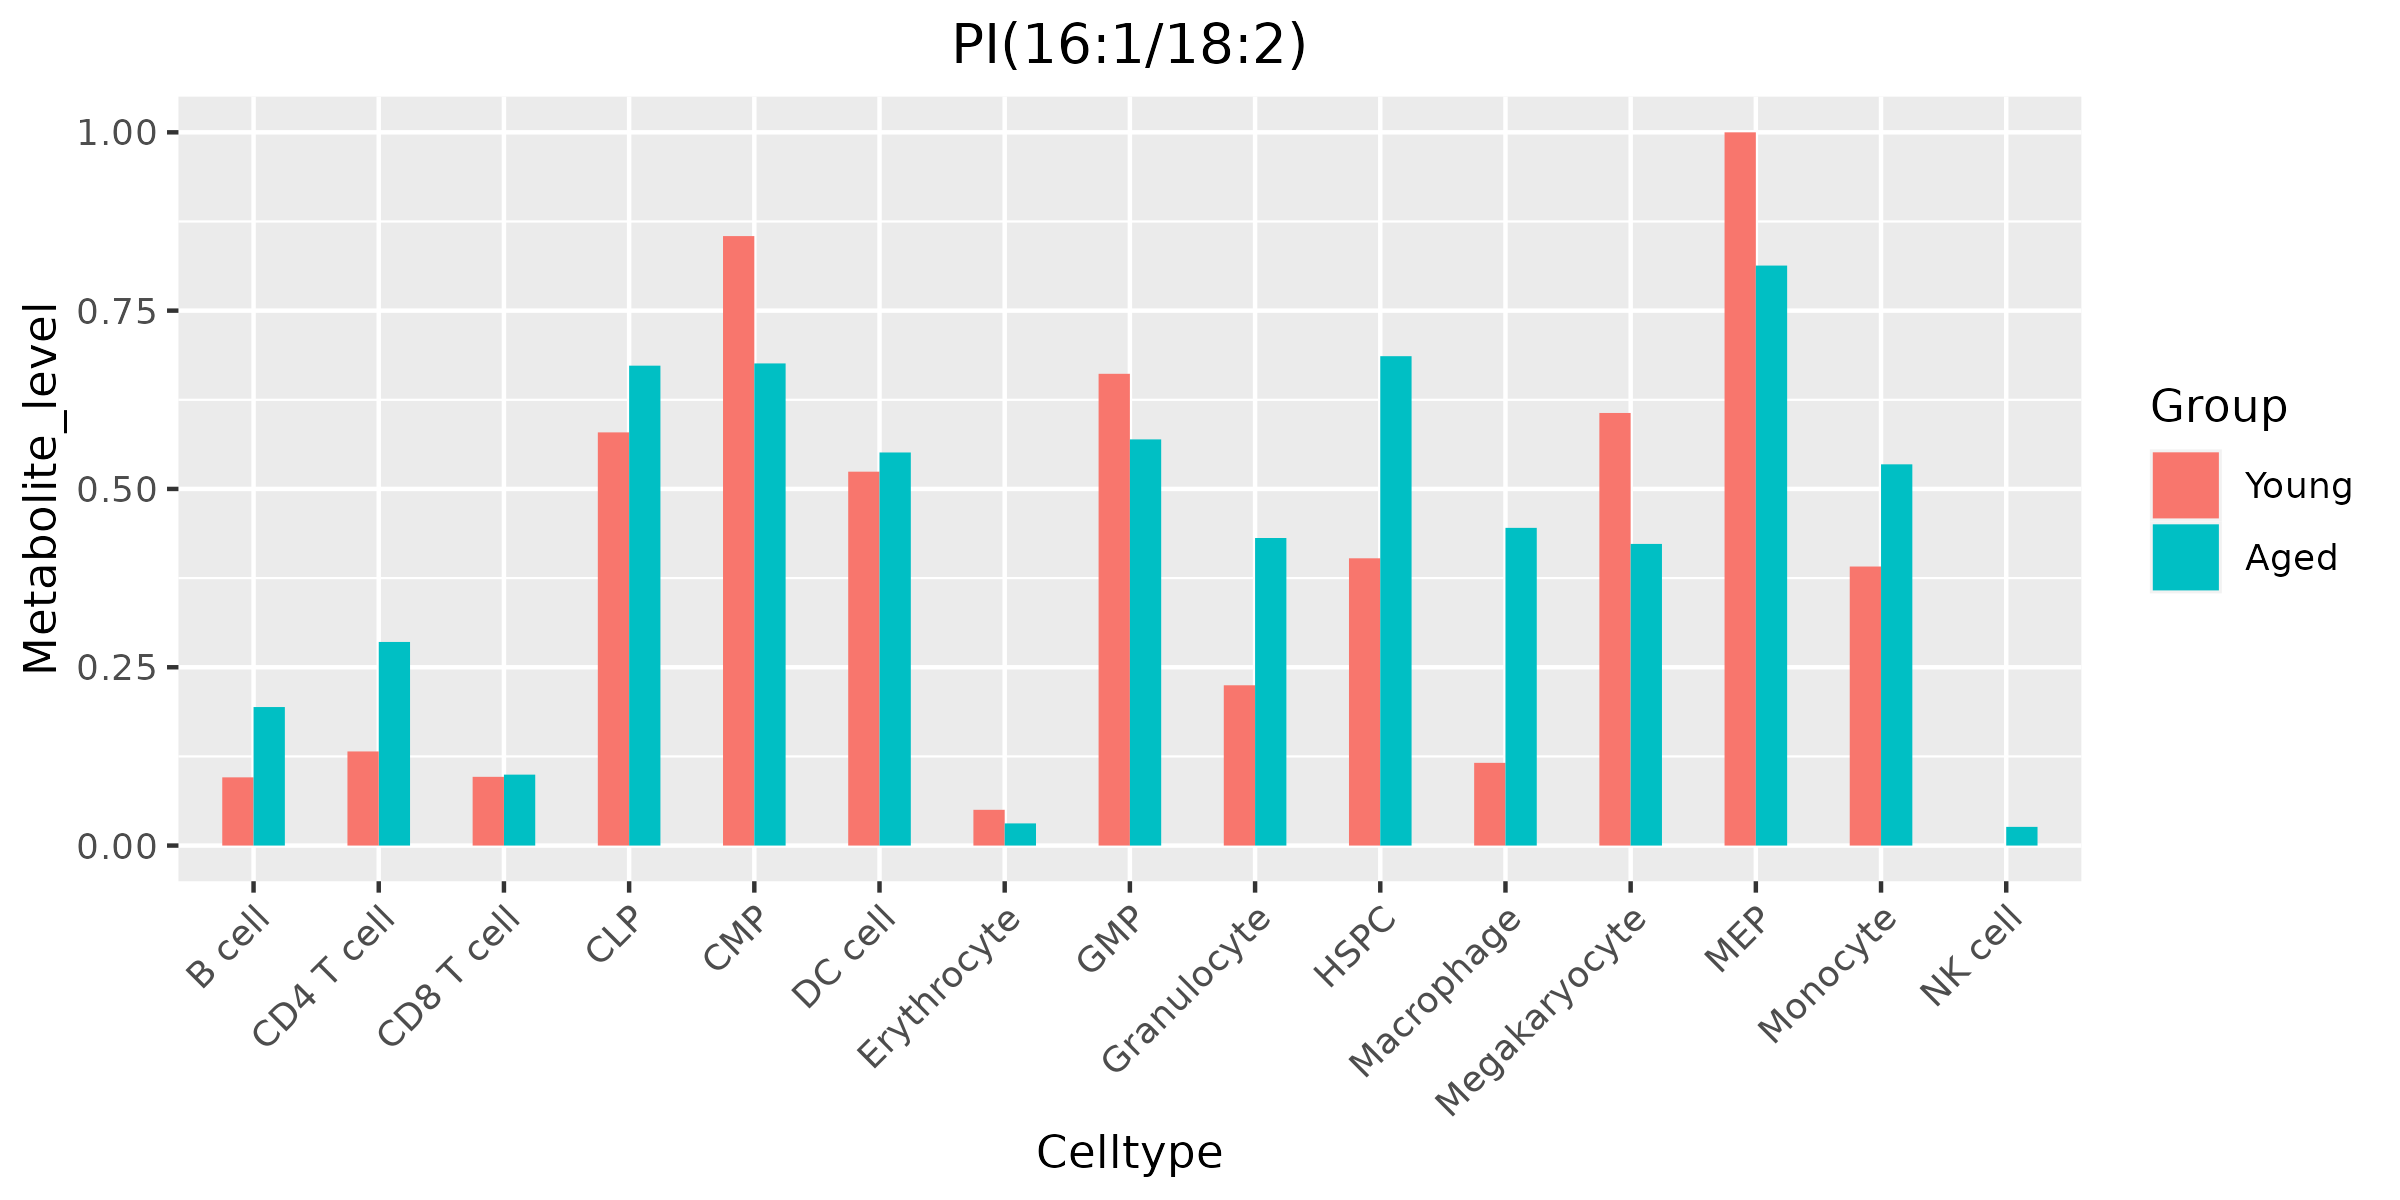 PI(16:1/18:2)
Metabolite_level
1.00
0.75
0.50
0.25
0.00
B cell
CD4 T cell
CD8 T cell
CLP
CMP
DC cell
Erythrocyte
GMP
Granulocyte
HSPC
Macrophage
Megakaryocyte
MEP
Monocyte
NK cell
Celltype
Group
Young
Aged